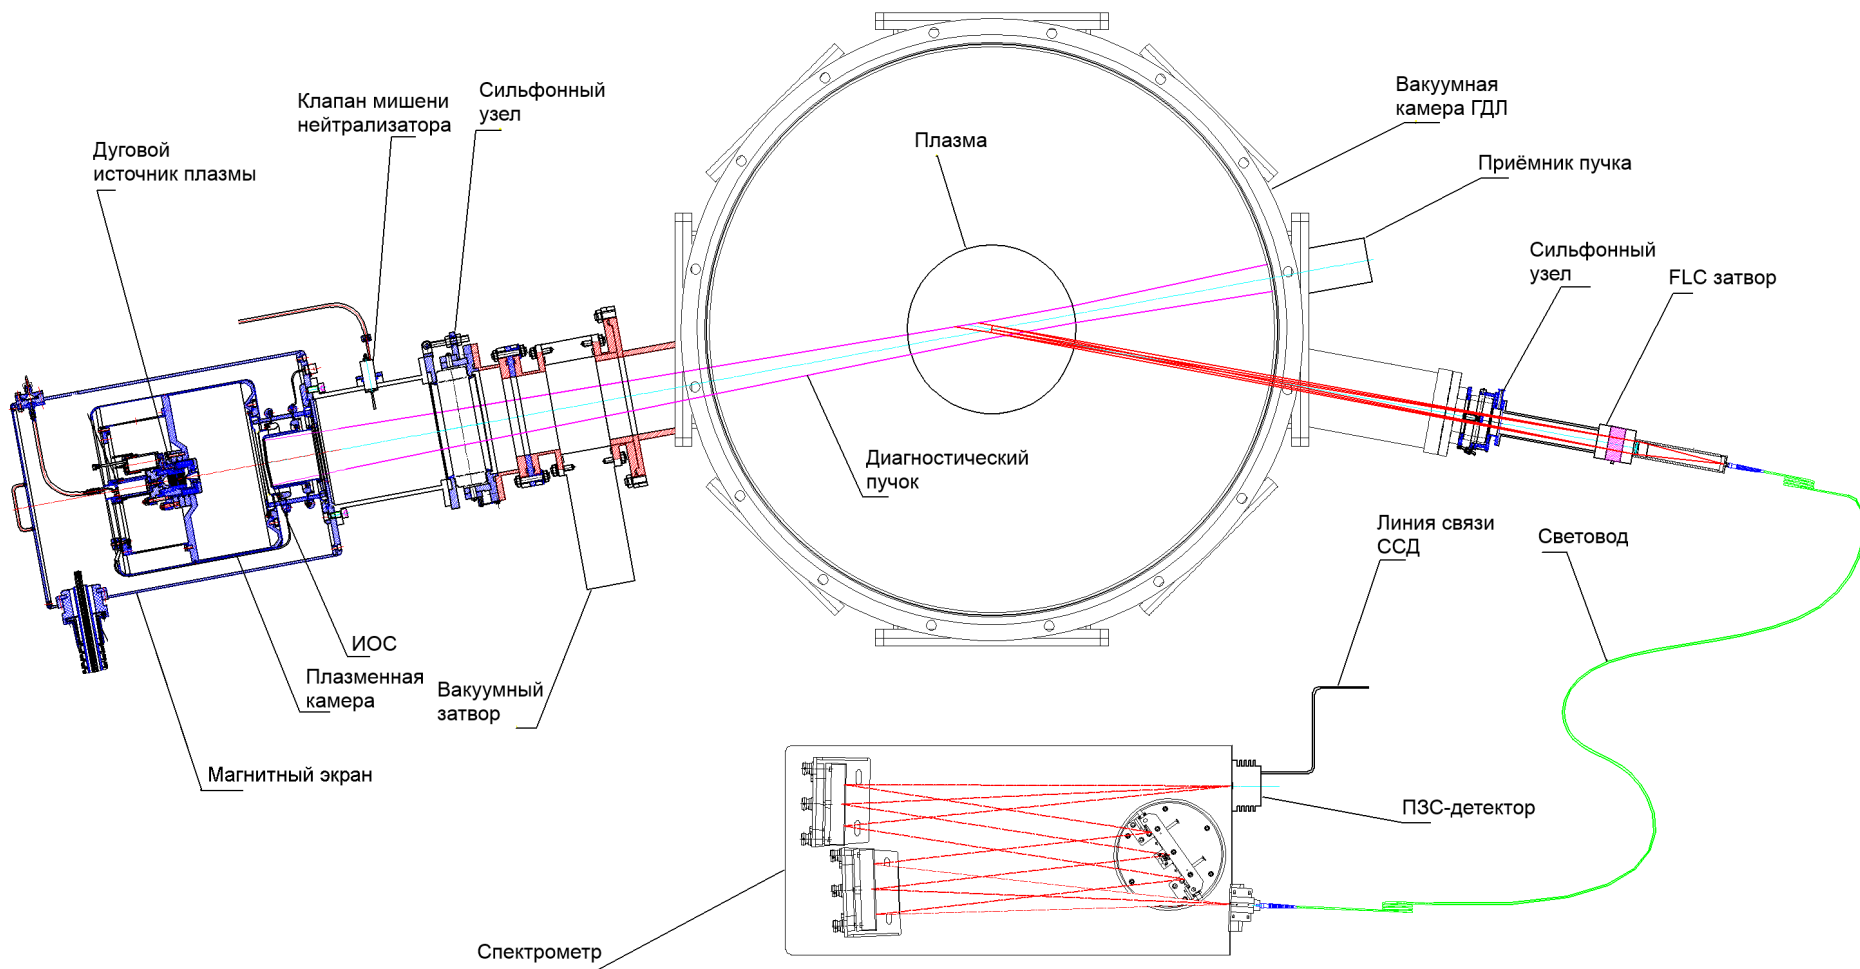 Сильфонный
узел
Клапан мишени
нейтрализатора
Дуговой
источник плазмы
Плазма
Вакуумная
камера ГДЛ
Приёмник пучка
Сильфонный
узел
FLC затвор
Диагностический
пучок
Линия связи
ССД
Световод
ИОС
Плазменная
камера
Вакуумный
затвор
Магнитный экран
ПЗС-детектор
Спектрометр